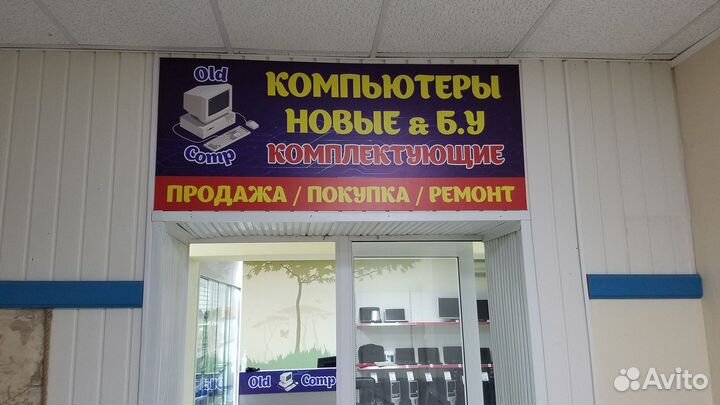 Old
Comp
КОМПЬЮТЕРЫ
НОВЫЕ & Б.У
КОМПЛЕКТУЮЩИЕ
ПРОДАЖА / ПОКУПКА / РЕМОНТ
Old Comp
Avito